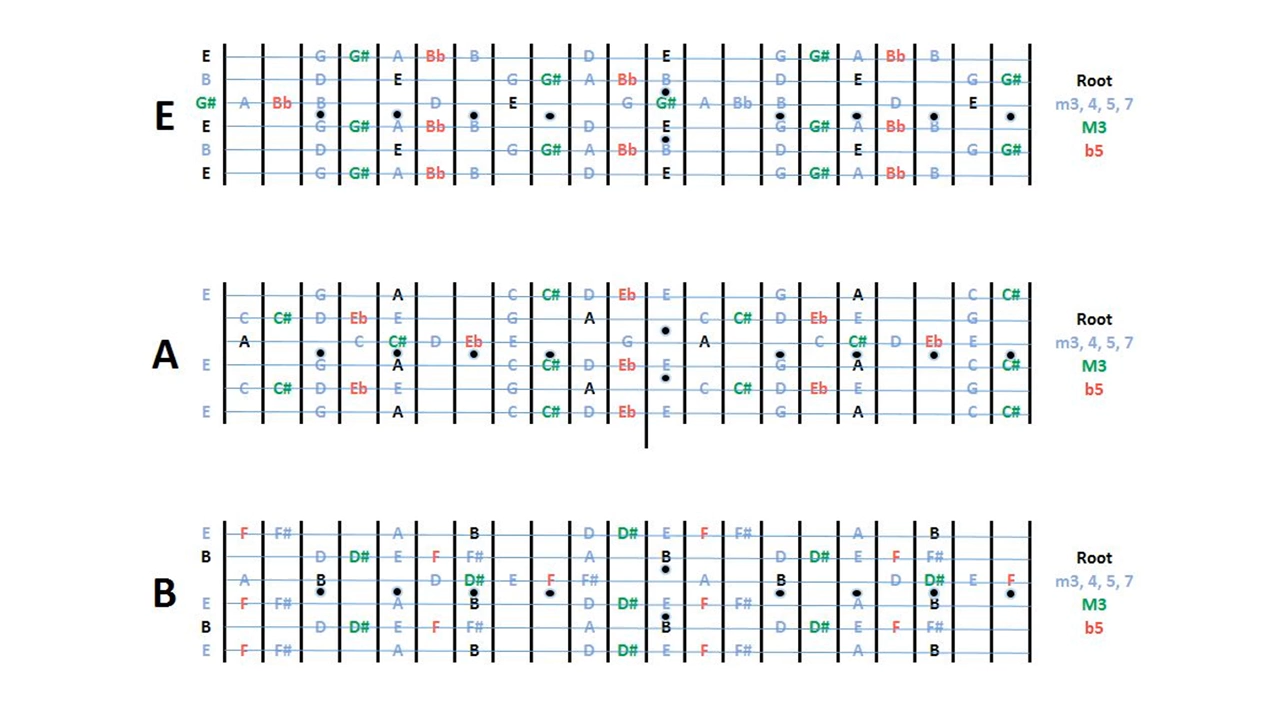 E G G# A Bb B D E G G# A Bb B
B D E G G# A Bb B D E G G# Root
G# A Bb B D E G G# A Bb B D E m3, 4, 5, 7
E
E G G# A Bb B D E G G# A Bb B M3
B D E G G# A Bb B D E G G# b5
E G G# A Bb B D E G G# A Bb B
E G A C C# D Eb E G A C C#
C C# D Eb E G A C C# D Eb E G Root
A C C# D Eb E G A C C# D Eb E m3, 4, 5, 7
A
E G A C C# D Eb E G A C C# M3
C C# D Eb E G A C C# D Eb E G b5
E G A C C# D Eb E G A C C#
E F F# A B D D# E F F# A B
B D D# E F F# A B D D# E F F# Root
A B D D# E F F# A B D D# E F m3, 4, 5, 7
B
E F F# A B D D# E F F# A B M3
B D D# E F F# A B D D# E F F# b5
E F F# A B D D# E F F# A B